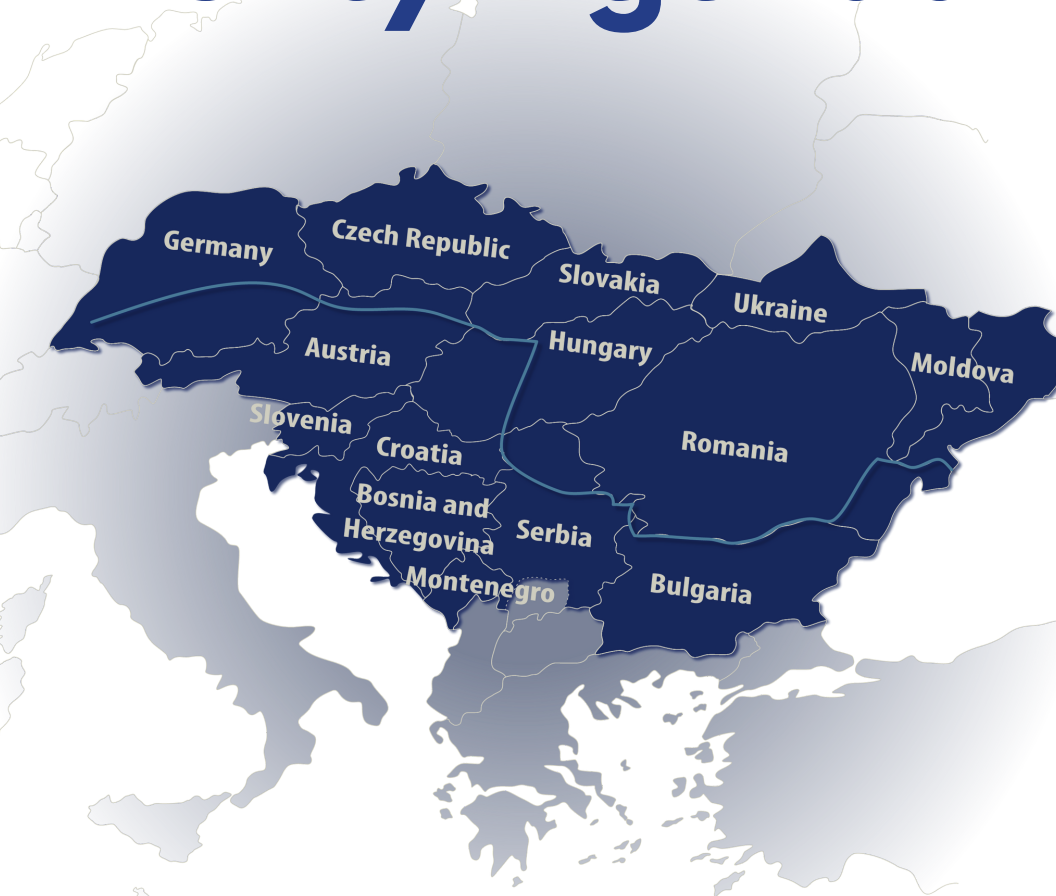 Germany
Czech Republic
Slovakia
Ukraine
Austria
Hungary
Moldova
Slovenia
Croatia
Romania
Bosnia and
Herzegovina
Serbia
Montenegro
Bulgaria